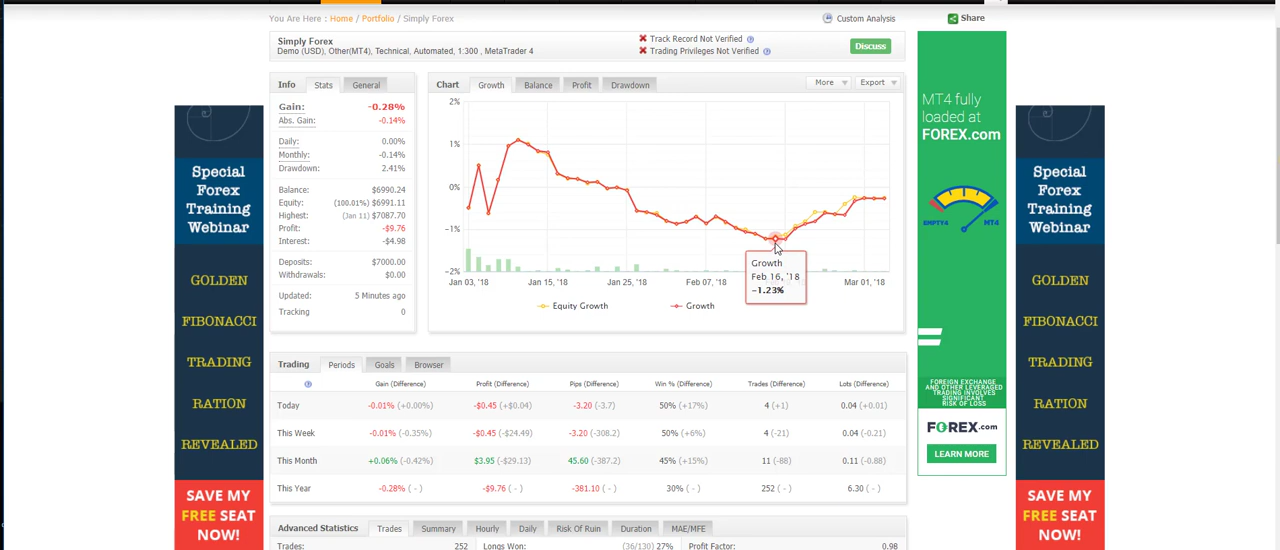 You Are Here : Home / Portfolio / Simply Forex
Custom Analysis
Share
Simply Forex
Demo (USD), Other(MT4), Technical, Automated, 1:300 , MetaTrader 4
Track Record Not Verified
Trading Privileges Not Verified
Discuss
Info Stats General
Gain: -0.28%
Abs. Gain: -0.14%
Daily: 0.00%
Monthly: -0.14%
Drawdown: 2.41%
Balance: $6990.24
Equity: (100.01%) $6991.11
Highest: (Jan 11) $7087.70
Profit: -$9.76
Interest: -$4.98
Deposits: $7000.00
Withdrawals: $0.00
Updated: 5 Minutes ago
Tracking 0
Chart Growth Balance Profit Drawdown
More Export
2%
1%
0%
-1%
-2%
Jan 03, '18 Jan 15, '18 Jan 25, '18 Feb 07, '18 Mar 01, '18
Growth
Feb 16, '18
-1.23%
Equity Growth Growth
Trading Periods Goals Browser
Gain (Difference) Profit (Difference) Pips (Difference) Win % (Difference) Trades (Difference) Lots (Difference)
Today -0.01% (+0.00%) -$0.45 (+$0.04) -3.20 (-3.7) 50% (+17%) 4 (+1) 0.04 (+0.01)
This Week -0.01% (-0.35%) -$0.45 (-$24.49) -3.20 (-308.2) 50% (+6%) 4 (-21) 0.04 (-0.21)
This Month +0.06% (-0.42%) $3.95 (-$29.13) 45.60 (-387.2) 45% (+15%) 11 (-88) 0.11 (-0.88)
This Year -0.28% ( - ) -$9.76 ( - ) -381.10 ( - ) 30% ( - ) 252 ( - ) 6.30 ( - )
Advanced Statistics Trades Summary Hourly Daily Risk Of Ruin Duration MAE/MFE
Trades: 252 Longs Won: (36/130) 27% Profit Factor: 0.98
Special
Forex
Training
Webinar
GOLDEN
FIBONACCI
TRADING
RATION
REVEALED
SAVE MY
FREE SEAT
NOW!
MT4 fully
loaded at
FOREX.com
EMPTY4 MT4
FOREIGN EXCHANGE
AND OTHER LEVERAGED
TRADING INVOLVES
SIGNIFICANT
RISK OF LOSS
FOREX.com
LEARN MORE
Special
Forex
Training
Webinar
GOLDEN
FIBONACCI
TRADING
RATION
REVEALED
SAVE MY
FREE SEAT
NOW!